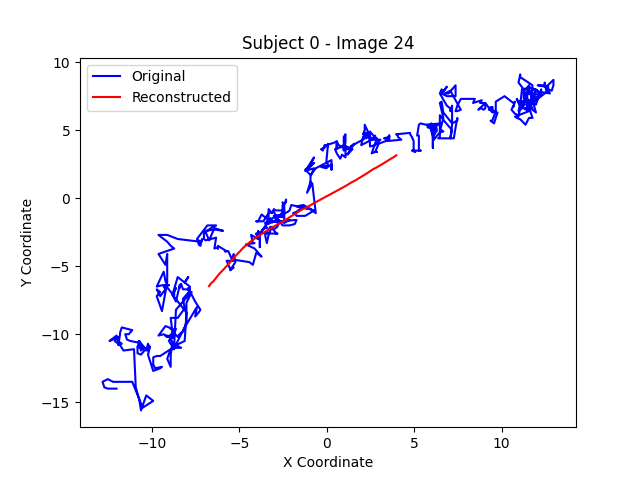 Subject 0 - Image 24
Original
Reconstructed
10
5
0
−5
−10
−15
Y Coordinate
−10
−5
0
5
10
X Coordinate